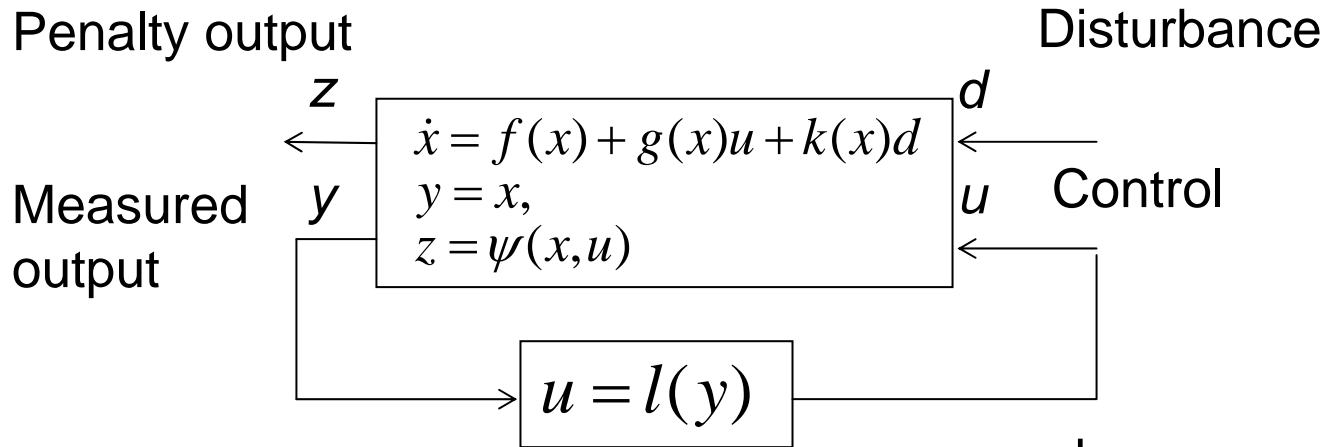 Penalty output
Disturbance
z
d
ẋ = f(x) + g(x)u + k(x)d
Measured
output
y
y = x,
u
Control
z = ψ(x,u)
u = l(y)